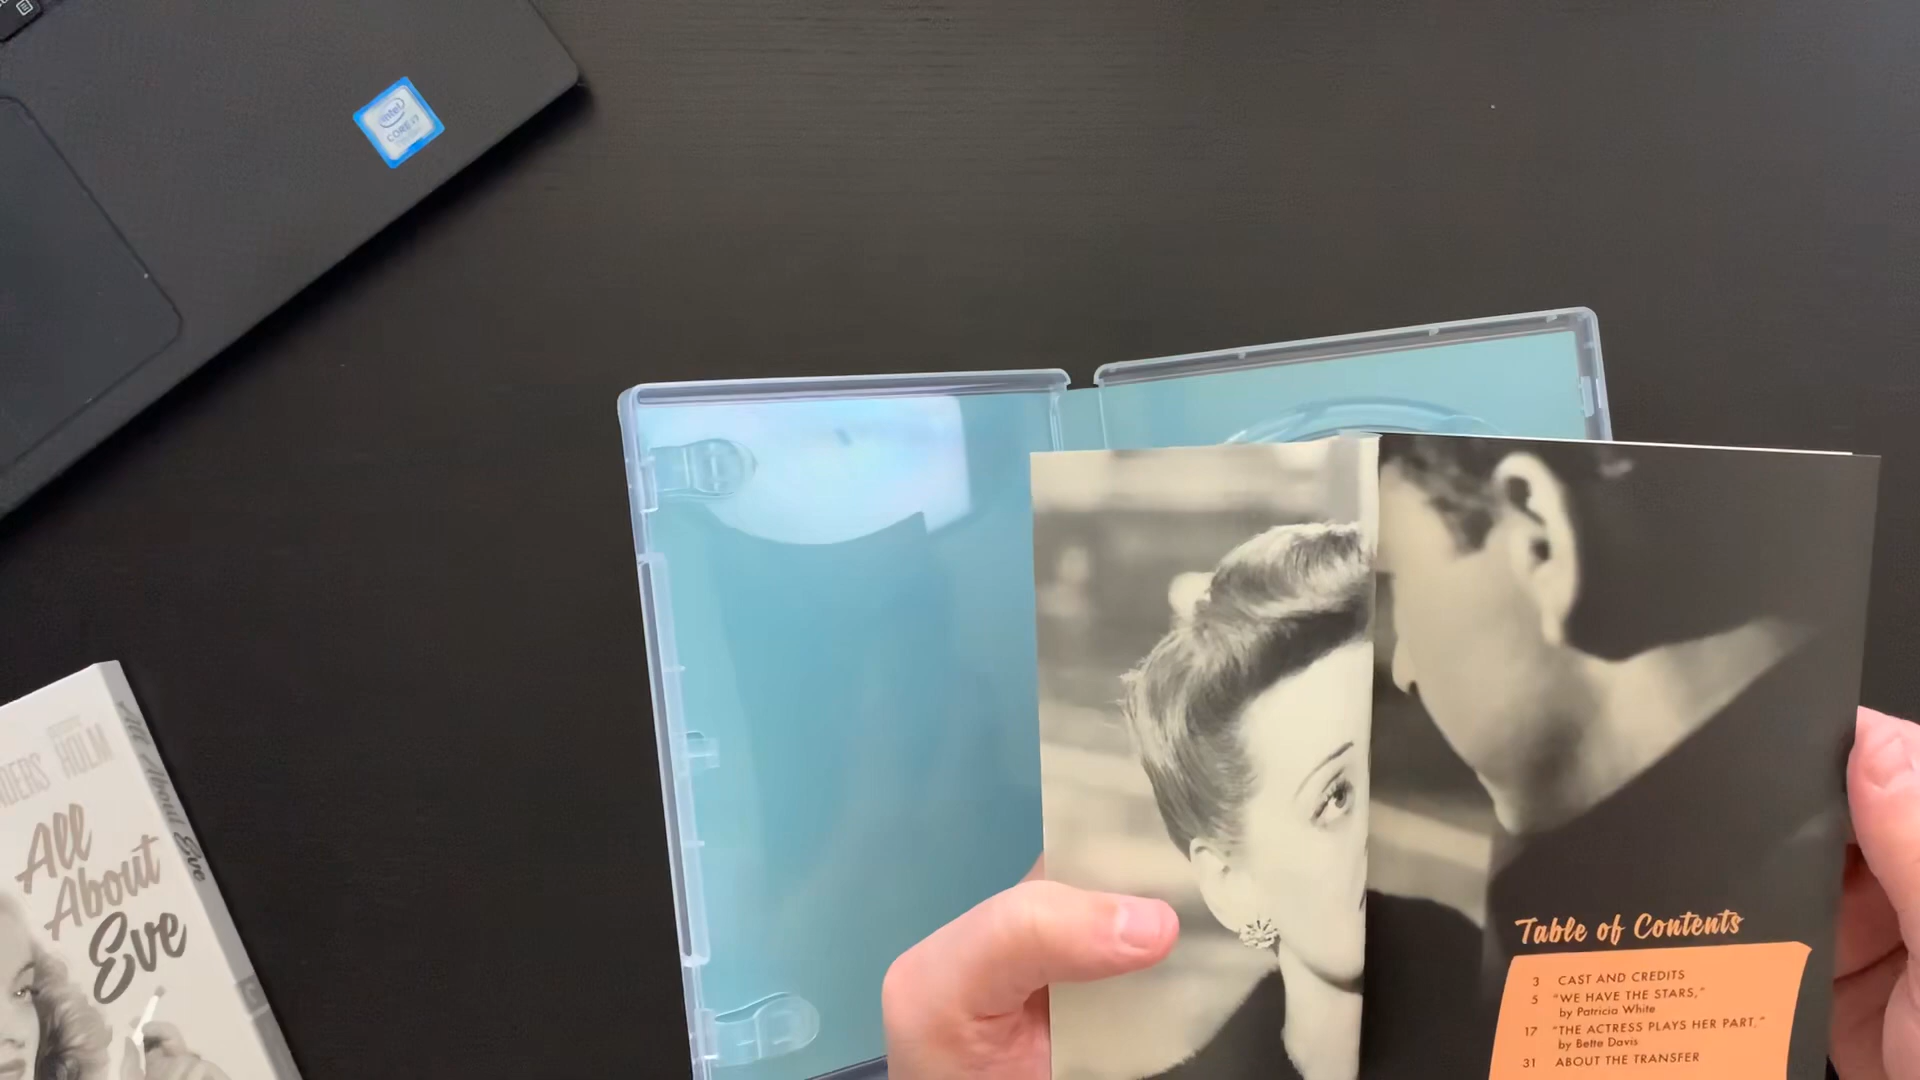 intel
CORE i7
HOLM
All
About
Eve
All About Eve
Table of Contents
3 CAST AND CREDITS
5 "WE HAVE THE STARS,"
by Patricia White
17 "THE ACTRESS PLAYS HER PART,"
by Bette Davis
31 ABOUT THE TRANSFER